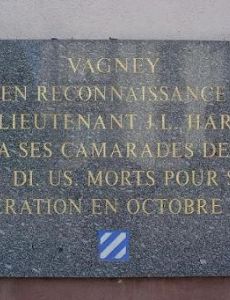 VAGNEY
EN RECONNAISSANCE
LIEUTENANT J.L. HAR
A SES CAMARADES DE
DI. US. MORTS POUR
ERATION EN OCTOBRE